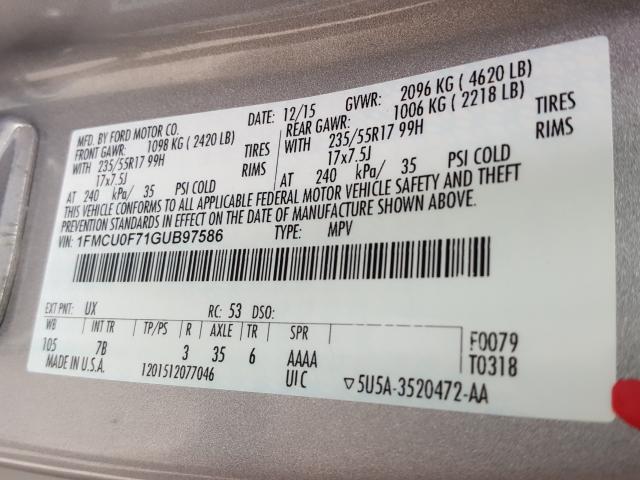 MFD. BY FORD MOTOR CO. DATE: 12/15 GVWR: 2096 KG ( 4620 LB)
FRONT GAWR: 1098 KG ( 2420 LB) REAR GAWR: 1006 KG ( 2218 LB)
WITH 235/55R17 99H TIRES WITH 235/55R17 99H TIRES
17x7.5J RIMS 17x7.5J RIMS
AT 240 kPa/ 35 PSI COLD AT 240 kPa/ 35 PSI COLD
THIS VEHICLE CONFORMS TO ALL APPLICABLE FEDERAL MOTOR VEHICLE SAFETY AND THEFT
PREVENTION STANDARDS IN EFFECT ON THE DATE OF MANUFACTURE SHOWN ABOVE.
VIN: 1FMCU0F71GUB97586 TYPE: MPV
EXT PNT: UX RC: 53 DSO:
WB INT TR TP/PS R AXLE TR SPR F0079
105 7B 3 35 6 AAAA T0318
MADE IN U.S.A. 1201512077046 UIC ▽5U5A-3520472-AA